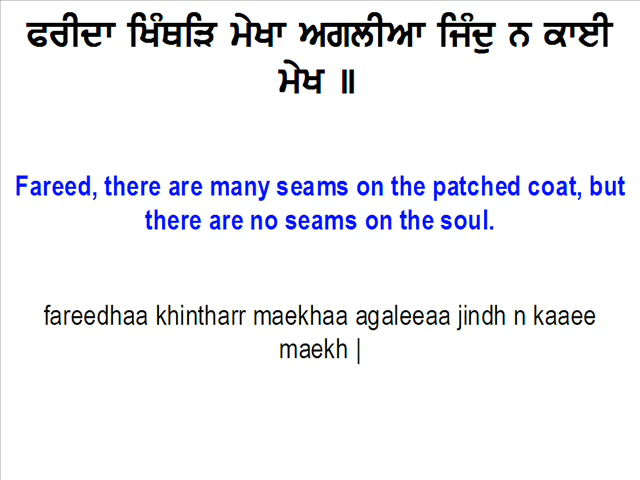 ਫਰੀਦਾ ਖਿੰਥੜਿ ਮੇਖਾ ਅਗਲੀਆ ਜਿੰਦੁ ਨ ਕਾਈ
ਮੇਖ ॥
Fareed, there are many seams on the patched coat, but
there are no seams on the soul.
fareedhaa khintharr maekhaa agaleeaa jindh n kaaee
maekh |